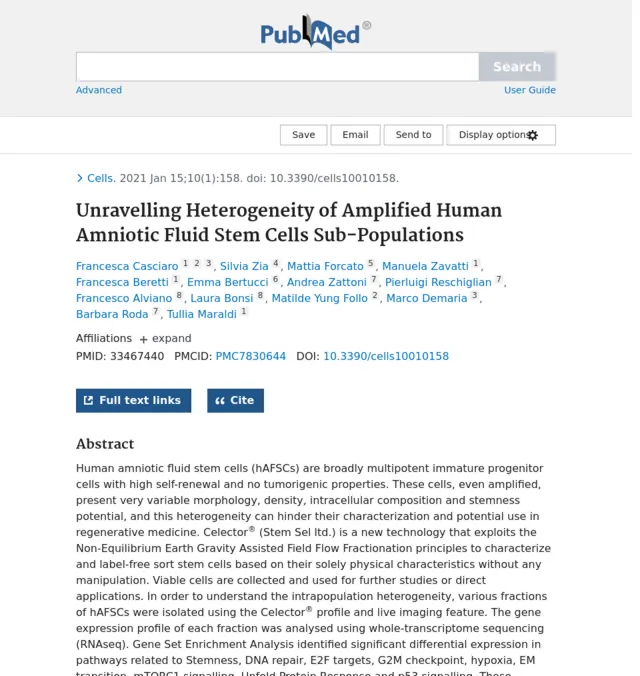 PubMed®
Search
Advanced User Guide
Save Email Send to Display options
Cells. 2021 Jan 15;10(1):158. doi: 10.3390/cells10010158.
Unravelling Heterogeneity of Amplified Human
Amniotic Fluid Stem Cells Sub-Populations
Francesca Casciaro 1 2 3, Silvia Zia 4, Mattia Forcato 5, Manuela Zavatti 1,
Francesca Beretti 1, Emma Bertucci 6, Andrea Zattoni 7, Pierluigi Reschiglian 7,
Francesco Alviano 8, Laura Bonsi 8, Matilde Yung Follo 2, Marco Demaria 3,
Barbara Roda 7, Tullia Maraldi 1
Affiliations + expand
PMID: 33467440 PMCID: PMC7830644 DOI: 10.3390/cells10010158
Full text links Cite
Abstract
Human amniotic fluid stem cells (hAFSCs) are broadly multipotent immature progenitor
cells with high self-renewal and no tumorigenic properties. These cells, even amplified,
present very variable morphology, density, intracellular composition and stemness
potential, and this heterogeneity can hinder their characterization and potential use in
regenerative medicine. Celector® (Stem Sel ltd.) is a new technology that exploits the
Non-Equilibrium Earth Gravity Assisted Field Flow Fractionation principles to characterize
and label-free sort stem cells based on their solely physical characteristics without any
manipulation. Viable cells are collected and used for further studies or direct
applications. In order to understand the intrapopulation heterogeneity, various fractions
of hAFSCs were isolated using the Celector® profile and live imaging feature. The gene
expression profile of each fraction was analysed using whole-transcriptome sequencing
(RNAseq). Gene Set Enrichment Analysis identified significant differential expression in
pathways related to Stemness, DNA repair, E2F targets, G2M checkpoint, hypoxia, EM
transition, mTORC1 signalling, Unfold Protein Response and p53 signalling. These